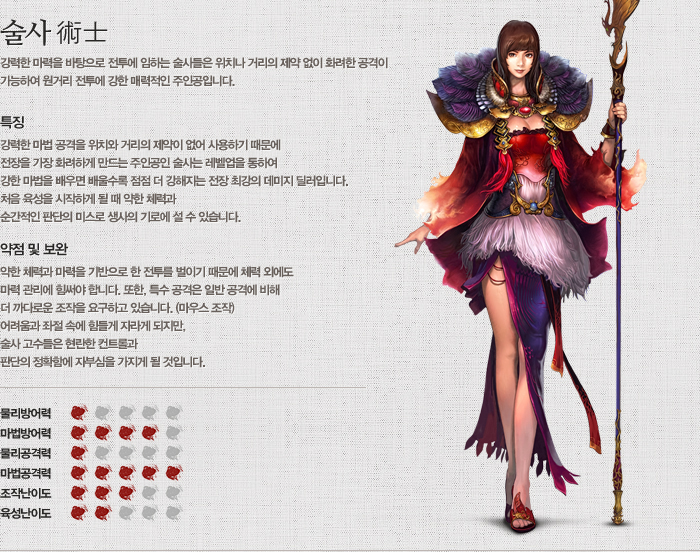 술사 術士
강력한 마력을 바탕으로 전투에 임하는 술사들은 위치나 거리의 제약 없이 화려한 공격이
가능하여 원거리 전투에 강한 매력적인 주인공입니다.
특징
강력한 마법 공격을 위치와 거리의 제약이 없어 사용하기 때문에
전장을 가장 화려하게 만드는 주인공인 술사는 레벨업을 통하여
강한 마법을 배우면 배울수록 점점 더 강해지는 전장 최강의 데미지 딜러입니다.
처음 육성을 시작하게 될 때 약한 체력과
순간적인 판단의 미스로 생사의 기로에 설 수 있습니다.
약점 및 보완
약한 체력과 마력을 기반으로 한 전투를 벌이기 때문에 체력 외에도
마력 관리에 힘써야 합니다. 또한, 특수 공격은 일반 공격에 비해
더 까다로운 조작을 요구하고 있습니다. (마우스 조작)
어려움과 좌절 속에 힘들게 자라게 되지만,
술사 고수들은 현란한 컨트롤과
판단의 정확함에 자부심을 가지게 될 것입니다.
물리방어력
마법방어력
물리공격력
마법공격력
조작난이도
육성난이도